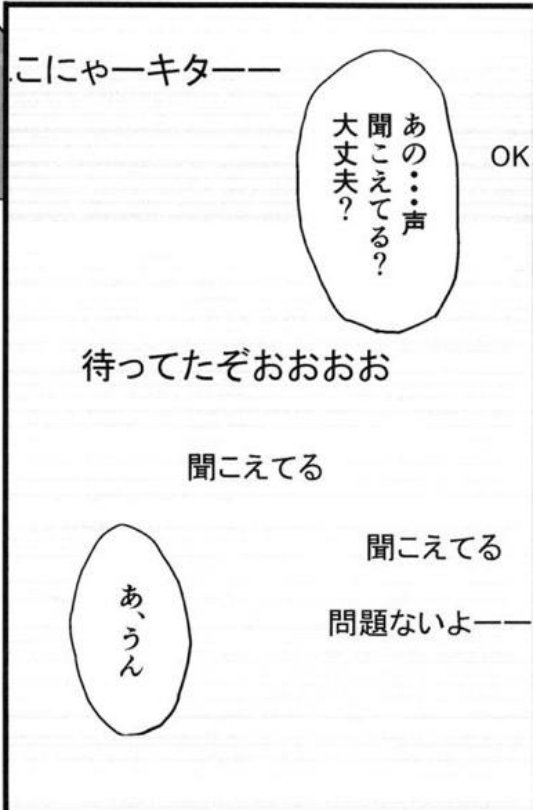 .こにゃーキターー
あの・・・声
聞こえてる?
大丈夫?
OK
待ってたぞおおおお
聞こえてる
聞こえてる
問題ないよーー
あ、うん